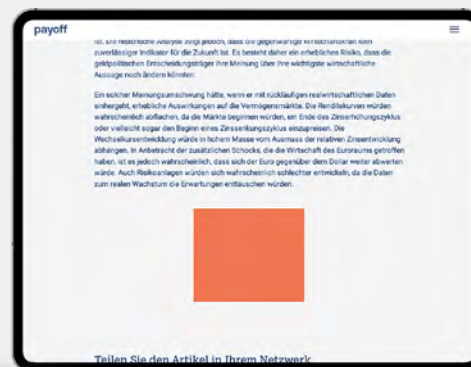 payoff
ist. Die historische Analyse zeigt jedoch, dass die gegenwärtige Wirtschaftskraft kein
zuverlässiger Indikator für die Zukunft ist. Es besteht daher ein erhebliches Risiko, dass die
geldpolitischen Entscheidungsträger ihre Meinung über ihre wichtigste wirtschaftliche
Aussage noch ändern könnten.
Ein solcher Meinungsumschwung hätte, wenn er mit rückläufigen realwirtschaftlichen Daten
einhergeht, erhebliche Auswirkungen auf die Vermögensmärkte. Die Renditekurven würden
wahrscheinlich abflachen, da die Märkte beginnen würden, ein Ende des Zinserhöhungszyklus
oder vielleicht sogar den Beginn eines Zinssenkungszyklus einzupreisen. Die
Wechselkursentwicklung würde in hohem Masse vom Ausmass der relativen Zinsentwicklung
abhängen. In Anbetracht der zusätzlichen Schocks, die die Wirtschaft des Euroraums getroffen
haben, ist es jedoch wahrscheinlich, dass sich der Euro gegenüber dem Dollar weiter abwerten
würde. Auch Risikoanlagen würden sich wahrscheinlich schlechter entwickeln, da die Daten
zum realen Wachstum die Erwartungen enttäuschen würden.
Teilen Sie den Artikel in Ihrem Netzwerk